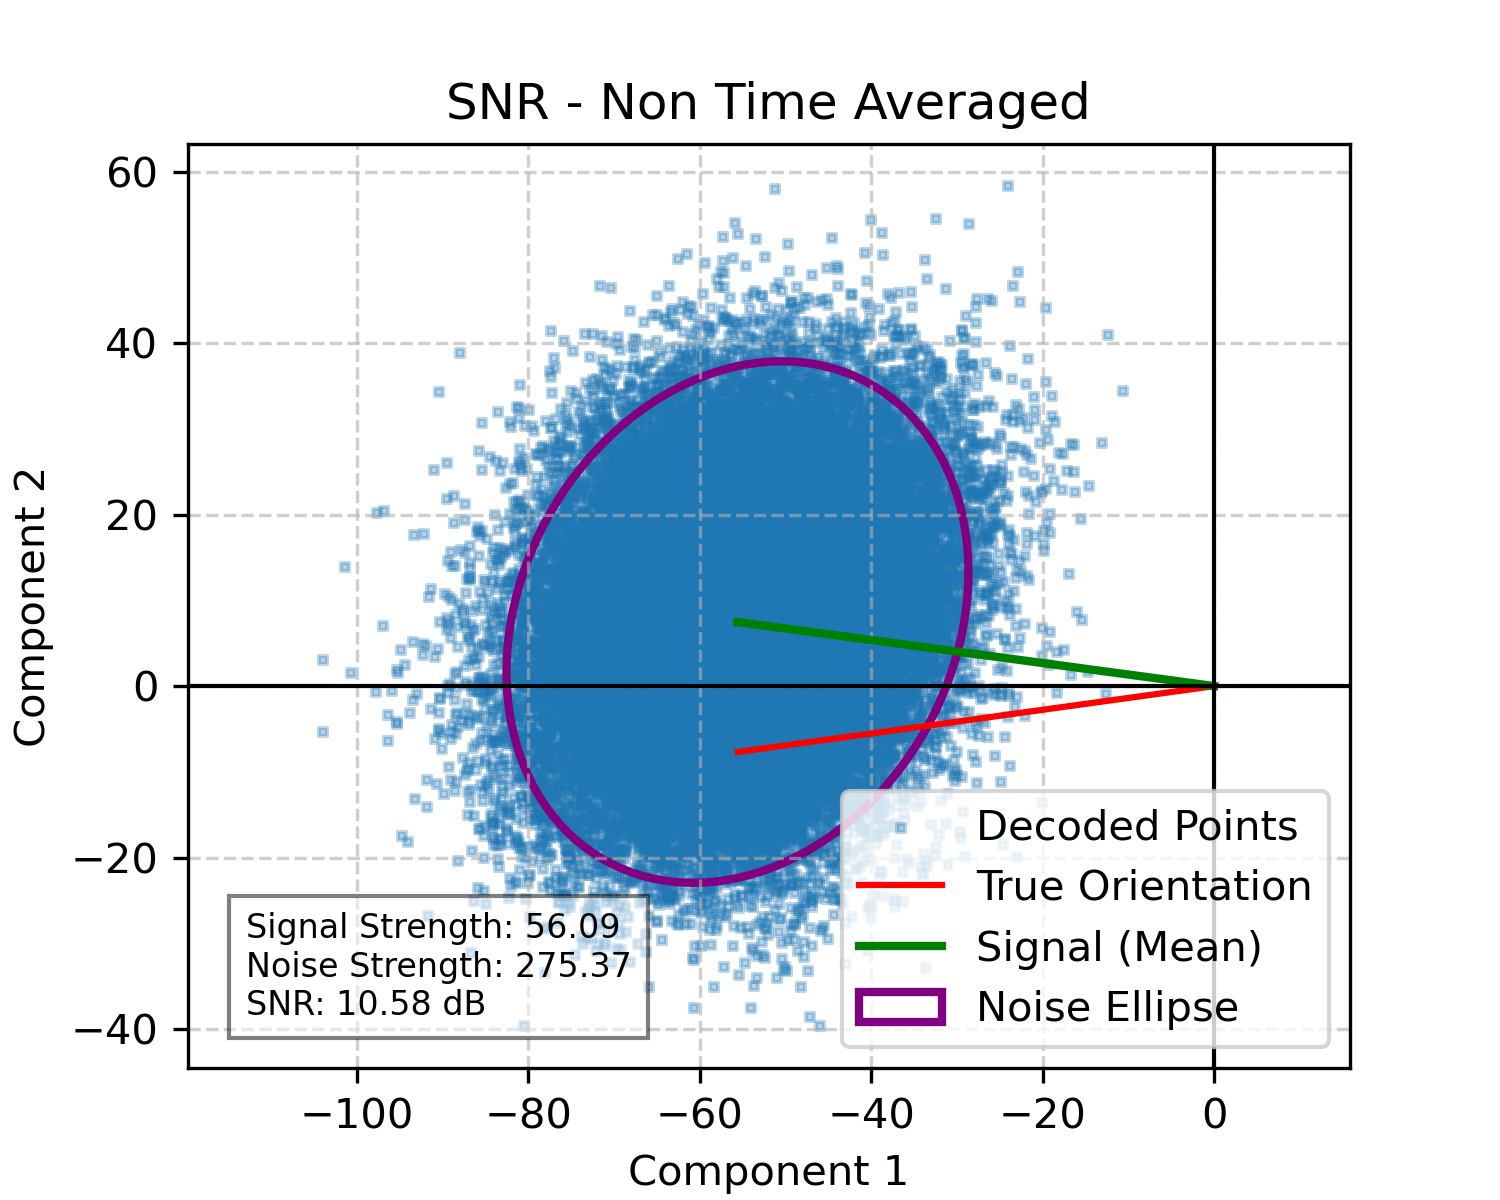 SNR - Non Time Averaged
60
40
20
0
−20
−40
Component 2
Signal Strength: 56.09
Noise Strength: 275.37
SNR: 10.58 dB
Decoded Points
True Orientation
Signal (Mean)
Noise Ellipse
−100
−80
−60
−40
−20
0
Component 1